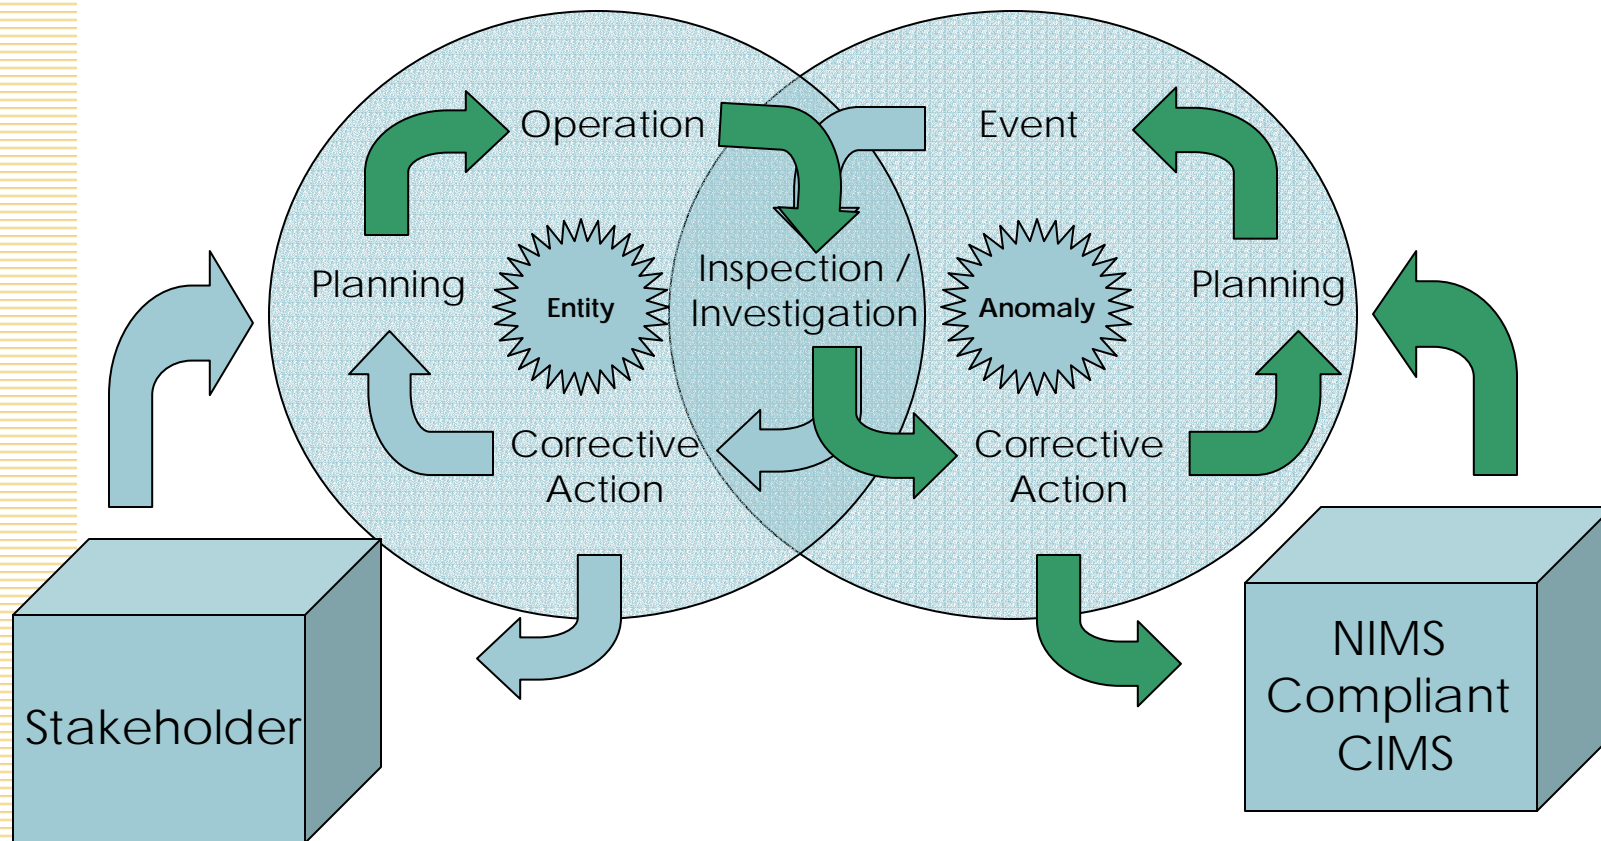 Operation
Event
Planning
Entity
Inspection /
Investigation
Anomaly
Planning
Corrective
Action
Corrective
Action
Stakeholder
NIMS
Compliant
CIMS